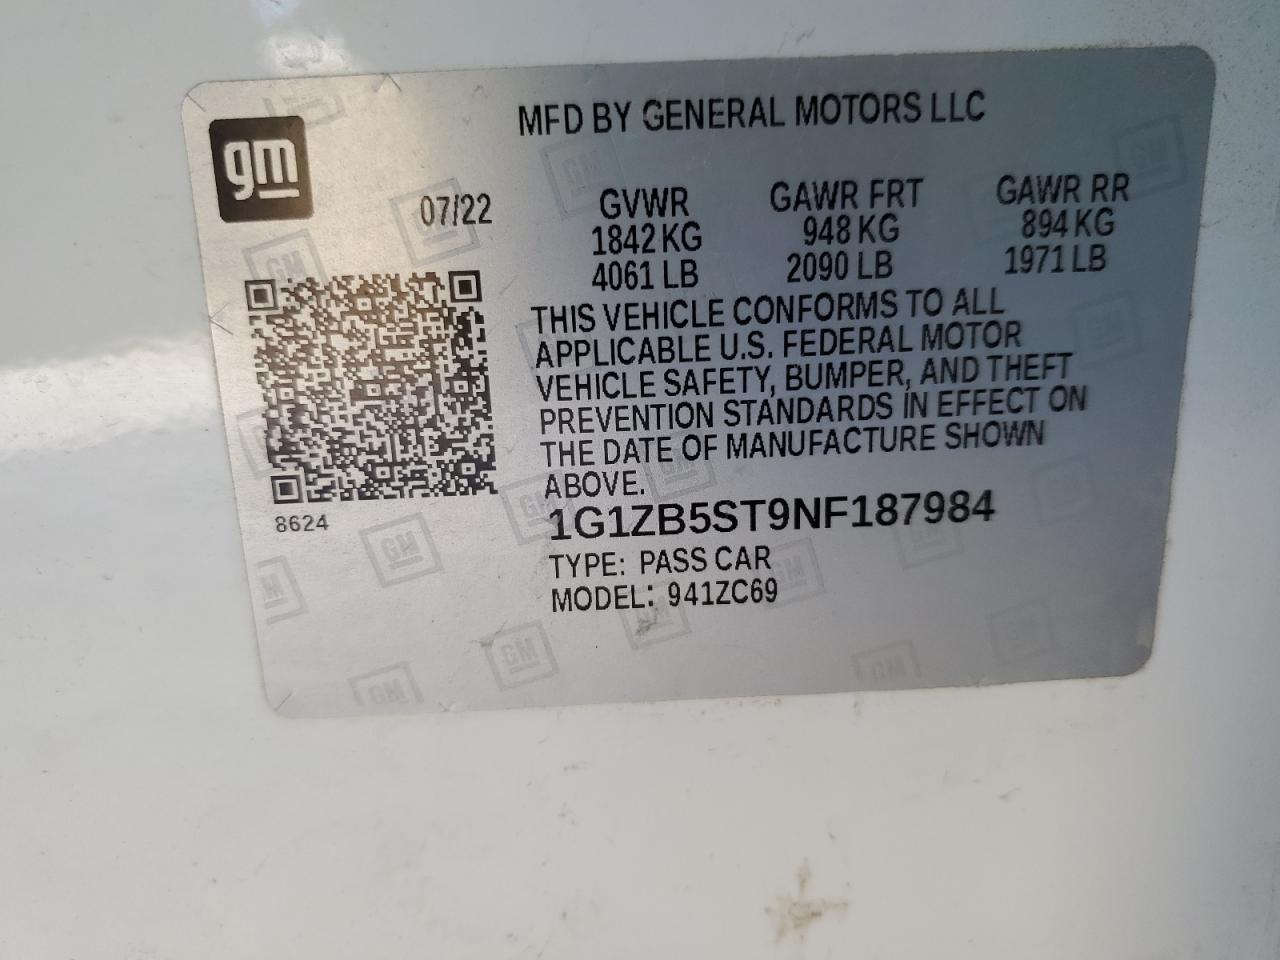 MFD BY GENERAL MOTORS LLC
gm
07/22
GVWR GAWR FRT GAWR RR
1842 KG 948 KG 894 KG
4061 LB 2090 LB 1971 LB
THIS VEHICLE CONFORMS TO ALL
APPLICABLE U.S. FEDERAL MOTOR
VEHICLE SAFETY, BUMPER, AND THEFT
PREVENTION STANDARDS IN EFFECT ON
THE DATE OF MANUFACTURE SHOWN
ABOVE.
8624
1G1ZB5ST9NF187984
TYPE: PASS CAR
MODEL: 941ZC69